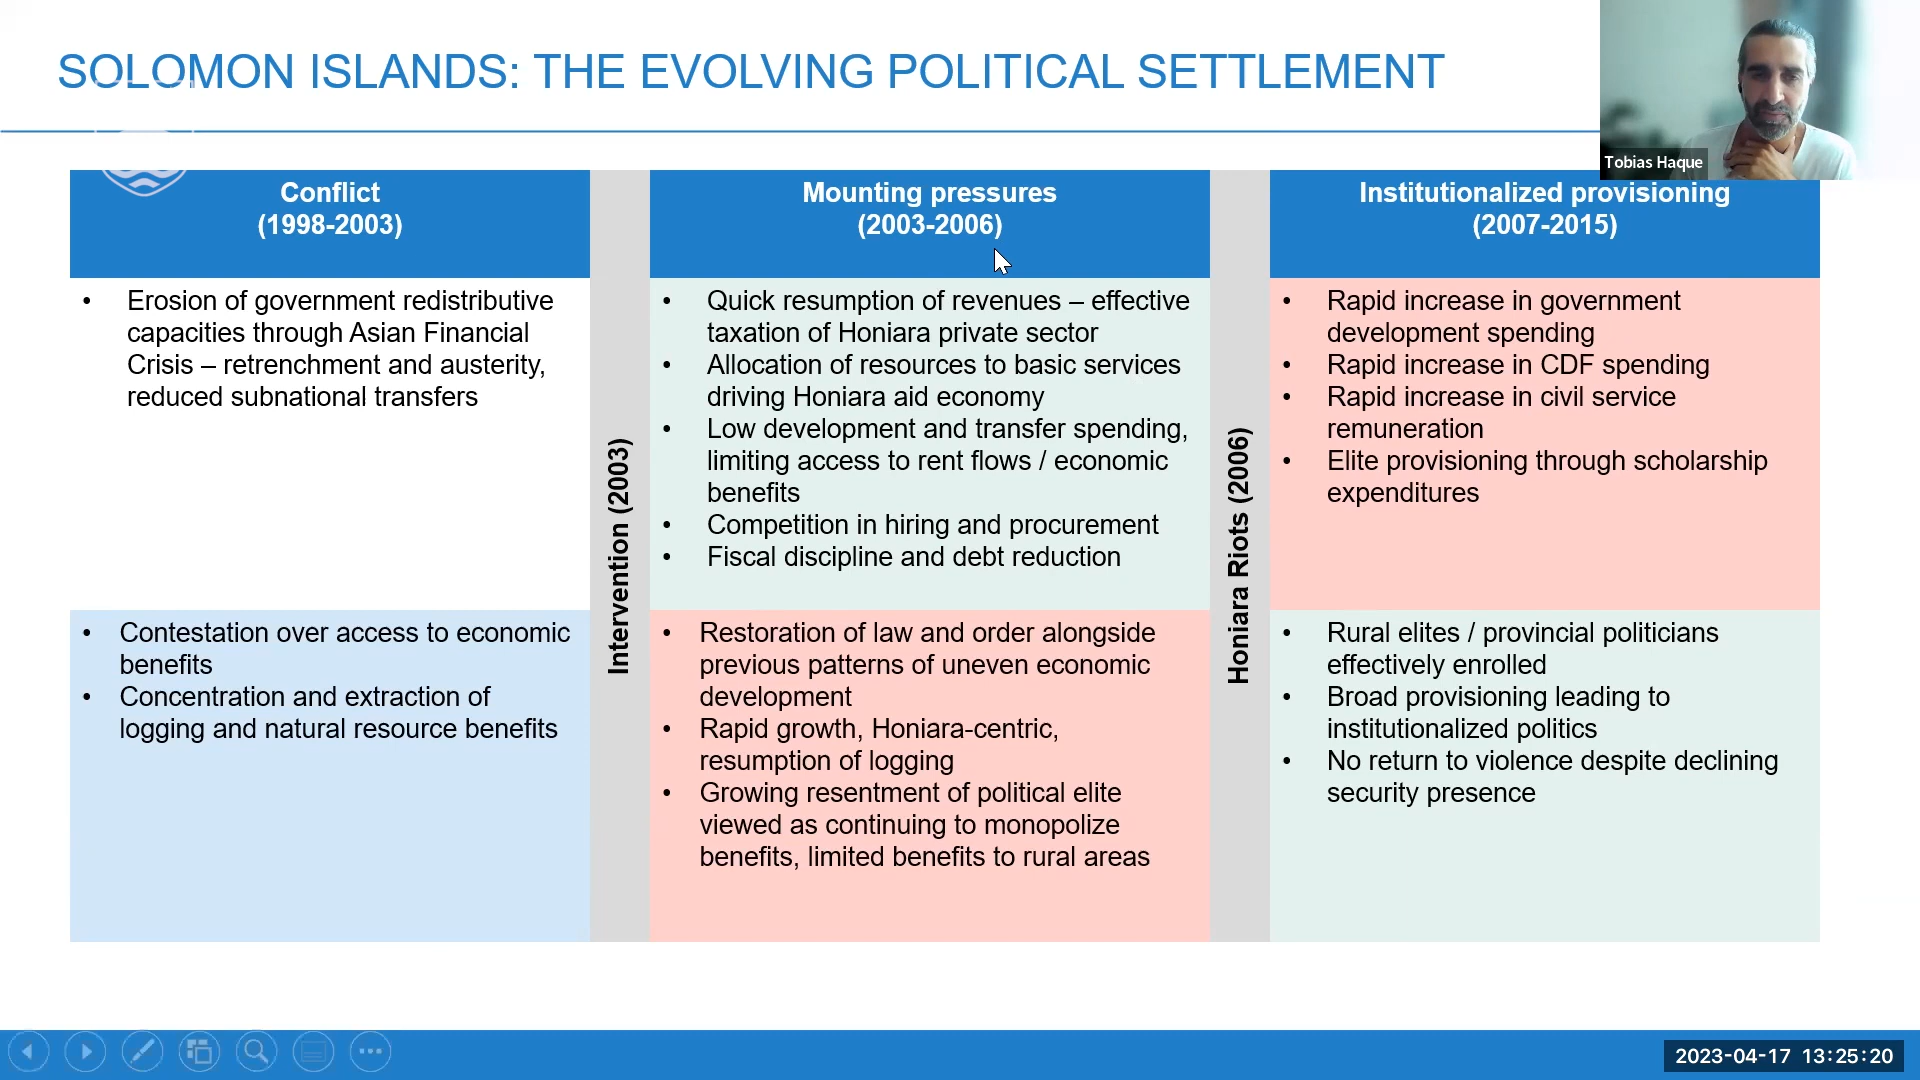 SOLOMON ISLANDS: THE EVOLVING POLITICAL SETTLEMENT
Tobias Haque
Conflict
(1998-2003)
• Erosion of government redistributive
capacities through Asian Financial
Crisis – retrenchment and austerity,
reduced subnational transfers
• Contestation over access to economic
benefits
• Concentration and extraction of
logging and natural resource benefits
Intervention (2003)
Mounting pressures
(2003-2006)
• Quick resumption of revenues – effective
taxation of Honiara private sector
• Allocation of resources to basic services
driving Honiara aid economy
• Low development and transfer spending,
limiting access to rent flows / economic
benefits
• Competition in hiring and procurement
• Fiscal discipline and debt reduction
• Restoration of law and order alongside
previous patterns of uneven economic
development
• Rapid growth, Honiara-centric,
resumption of logging
• Growing resentment of political elite
viewed as continuing to monopolize
benefits, limited benefits to rural areas
Honiara Riots (2006)
Institutionalized provisioning
(2007-2015)
• Rapid increase in government
development spending
• Rapid increase in CDF spending
• Rapid increase in civil service
remuneration
• Elite provisioning through scholarship
expenditures
• Rural elites / provincial politicians
effectively enrolled
• Broad provisioning leading to
institutionalized politics
• No return to violence despite declining
security presence
2023-04-17 13:25:20